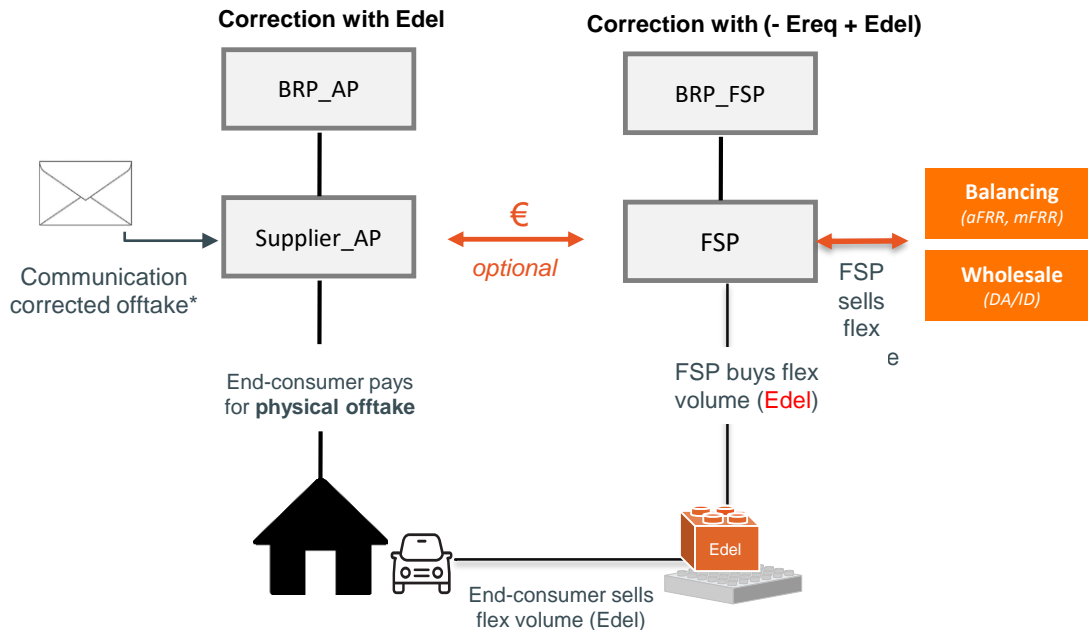 Correction with Edel
Correction with (- Ereq + Edel)
BRP_AP
BRP_FSP
Supplier_AP
€
optional
FSP
Balancing
(aFRR, mFRR)
Wholesale
(DA/ID)
Communication
corrected offtake*
FSP
sells
flex
e
End-consumer pays
for physical offtake
FSP buys flex
volume (Edel)
Edel
End-consumer sells
flex volume (Edel)